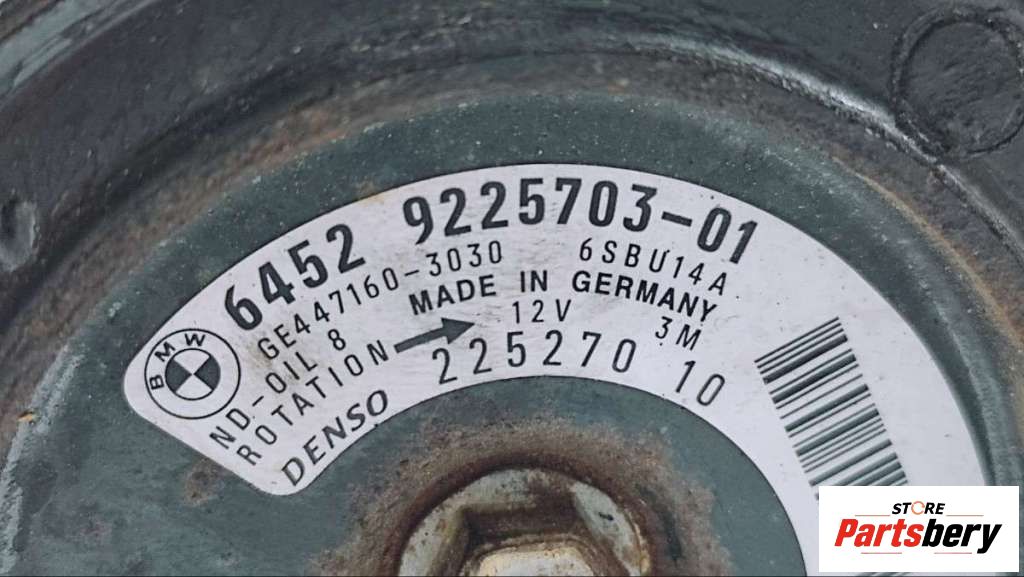 BMW
6452 9225703-01
GE447160-3030 6SBU14A
ND-OIL 8 MADE IN GERMANY
ROTATION 12V 3M
DENSO 225270 10
STORE
Partsbery